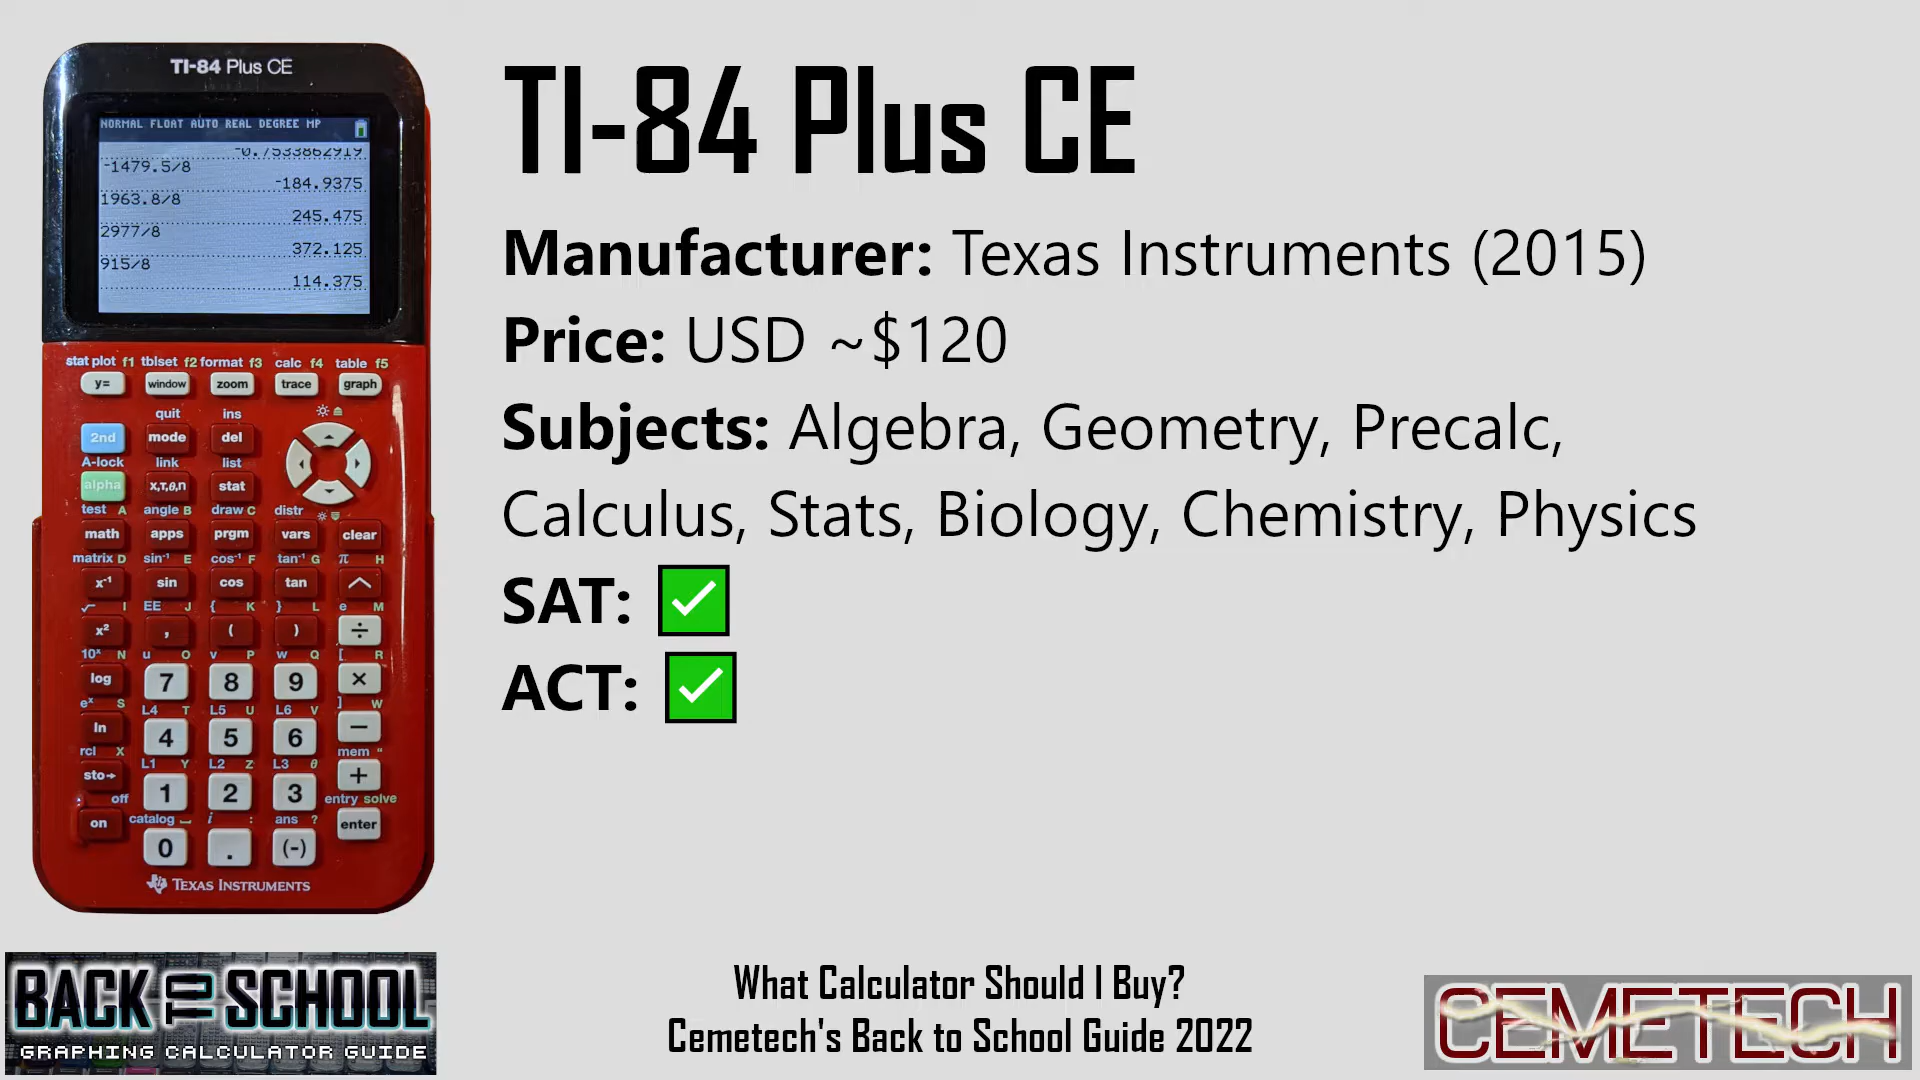 TI-84 Plus CE
NORMAL FLOAT AUTO REAL DEGREE MP
-0.7533862919
-1479.5/8
-184.9375
1963.8/8
245.475
2977/8
372.125
915/8
114.375
stat plot f1 tblset f2 format f3 calc f4 table f5
y= window zoom trace graph
quit ins
2nd mode del
A-lock link list
alpha X,T,θ,n stat
test A angle B draw C distr
math apps prgm vars clear
matrix D sin⁻¹ E cos⁻¹ F tan⁻¹ G π H
x⁻¹ sin cos tan ^
√ I EE J { K } L e M
x² , ( ) ÷
10ˣ N u O v P w Q [ R
log 7 8 9 ×
eˣ S L4 T L5 U L6 V ] W
ln 4 5 6 −
rcl X L1 Y L2 Z L3 θ mem "
sto→ 1 2 3 +
off catalog i : ans ? entry solve
on 0 . (-) enter
TEXAS INSTRUMENTS
TI-84 Plus CE
Manufacturer: Texas Instruments (2015)
Price: USD ~$120
Subjects: Algebra, Geometry, Precalc,
Calculus, Stats, Biology, Chemistry, Physics
SAT: ✅
ACT: ✅
BACK TO SCHOOL
GRAPHING CALCULATOR GUIDE
What Calculator Should I Buy?
Cemetech's Back to School Guide 2022
CEMETECH